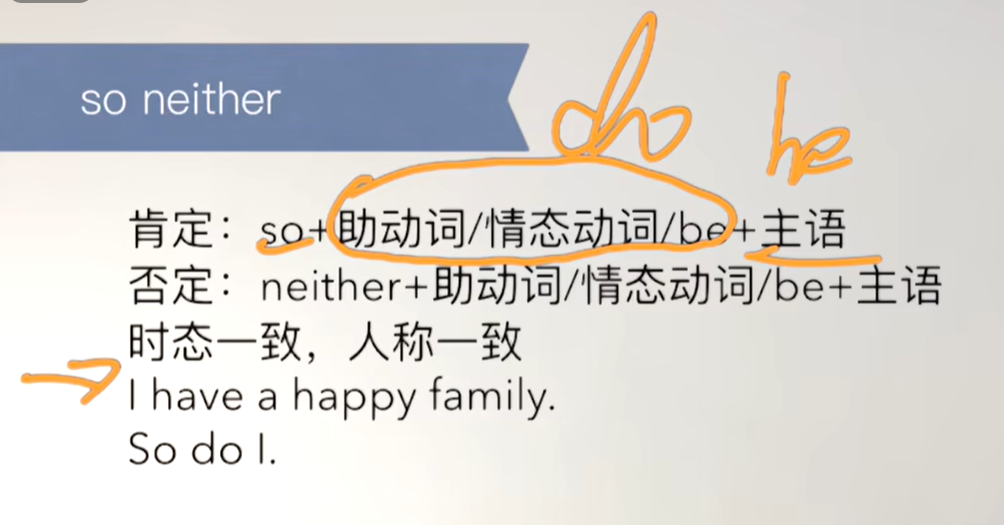 so neither
do
be
肯定：so+助动词/情态动词/be+主语
否定：neither+助动词/情态动词/be+主语
时态一致，人称一致
I have a happy family.
So do I.